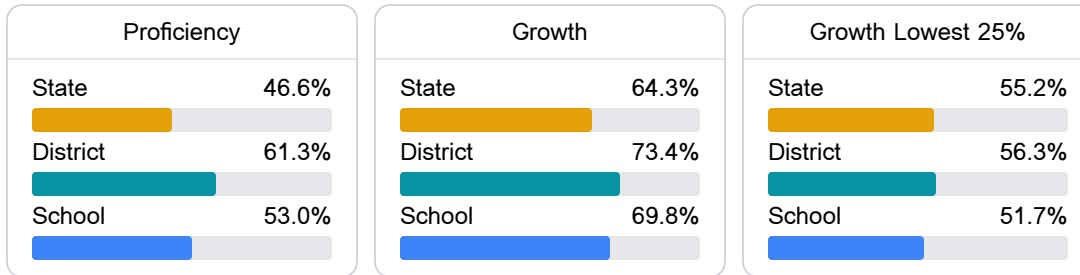 Proficiency
State 46.6%
District 61.3%
School 53.0%
Growth
State 64.3%
District 73.4%
School 69.8%
Growth Lowest 25%
State 55.2%
District 56.3%
School 51.7%